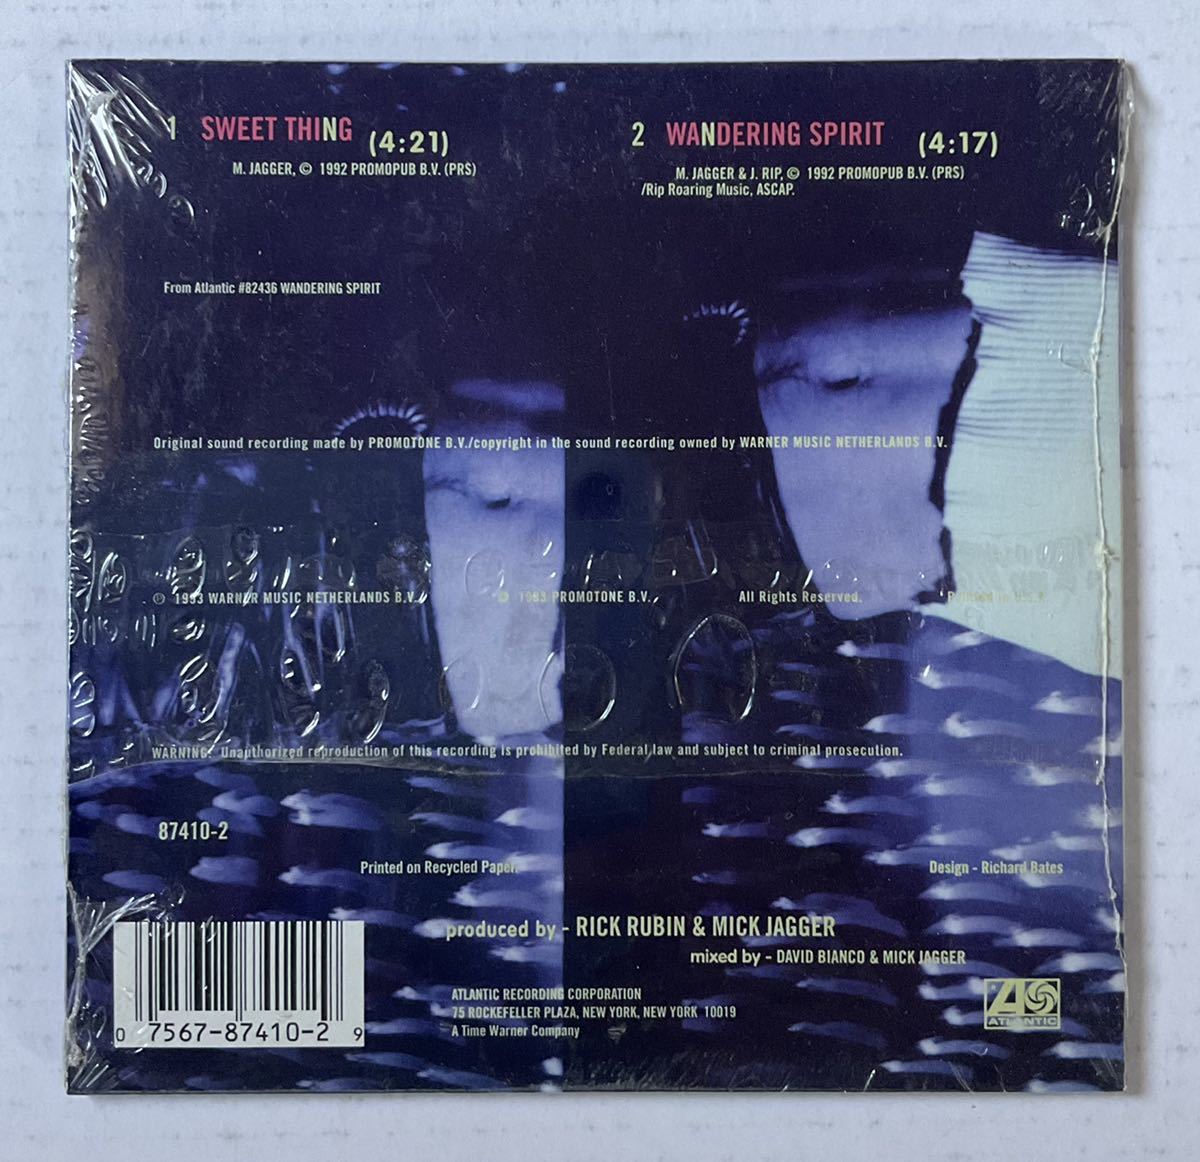 1 SWEET THING (4:21)
M. JAGGER, © 1992 PROMOPUB B.V. (PRS)
2 WANDERING SPIRIT (4:17)
M. JAGGER & J. RIP, © 1992 PROMOPUB B.V. (PRS)
/Rip Roaring Music, ASCAP.
From Atlantic #82436 WANDERING SPIRIT
Original sound recording made by PROMOTONE B.V./copyright in the sound recording owned by WARNER MUSIC NETHERLANDS B.V.
℗ 1993 WARNER MUSIC NETHERLANDS B.V./ © 1993 PROMOTONE B.V./ All Rights Reserved. Printed in U.S.A.
WARNING: Unauthorized reproduction of this recording is prohibited by Federal law and subject to criminal prosecution.
87410-2
Printed on Recycled Paper. Design - Richard Bates
produced by - RICK RUBIN & MICK JAGGER
mixed by - DAVID BIANCO & MICK JAGGER
ATLANTIC RECORDING CORPORATION
75 ROCKEFELLER PLAZA, NEW YORK, NEW YORK 10019
A Time Warner Company
0 7567-87410-2 9
ATLANTIC